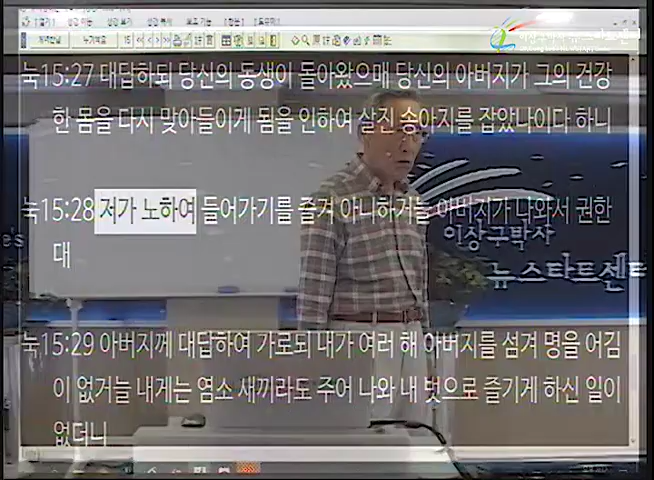 눅15:27 대답하되 당신의 동생이 돌아왔으매 당신의 아버지가 그의 건강
한 몸을 다시 맞아들이게 됨을 인하여 살진 송아지를 잡았나이다 하니
눅15:28 저가 노하여 들어가기를 즐겨 아니하거늘 아버지가 나와서 권한
대
이상구박사
뉴스타트센터
눅15:29 아버지께 대답하여 가로되 내가 여러 해 아버지를 섬겨 명을 어김
이 없거늘 내게는 염소 새끼라도 주어 나와 내 벗으로 즐기게 하신 일이
없더니